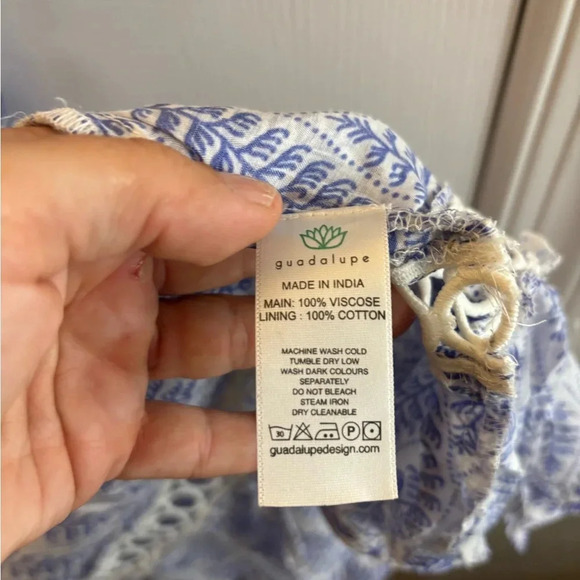 guadalupe
MADE IN INDIA
MAIN: 100% VISCOSE
LINING : 100% COTTON
MACHINE WASH COLD
TUMBLE DRY LOW
WASH DARK COLOURS
SEPARATELY
DO NOT BLEACH
STEAM IRON
DRY CLEANABLE
30 P
guadalupedesign.com